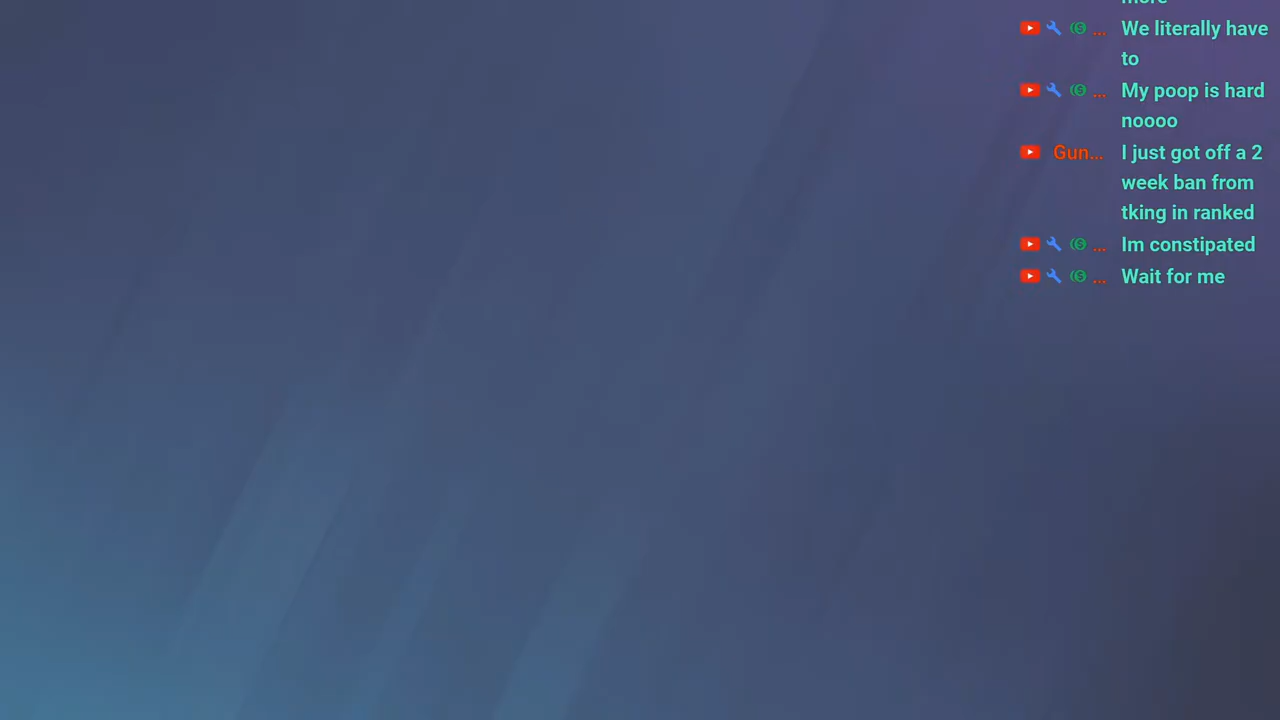 more
... We literally have
to
... My poop is hard
noooo
Gun... I just got off a 2
week ban from
tking in ranked
... Im constipated
... Wait for me